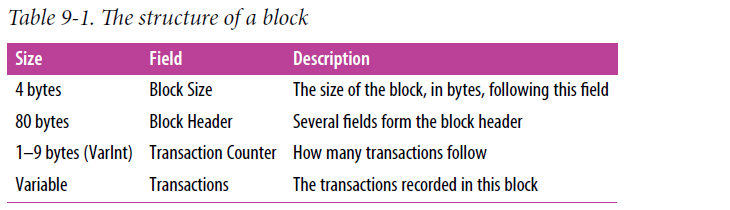 Table 9-1. The structure of a block
Size Field Description
4 bytes Block Size The size of the block, in bytes, following this field
80 bytes Block Header Several fields form the block header
1–9 bytes (VarInt) Transaction Counter How many transactions follow
Variable Transactions The transactions recorded in this block